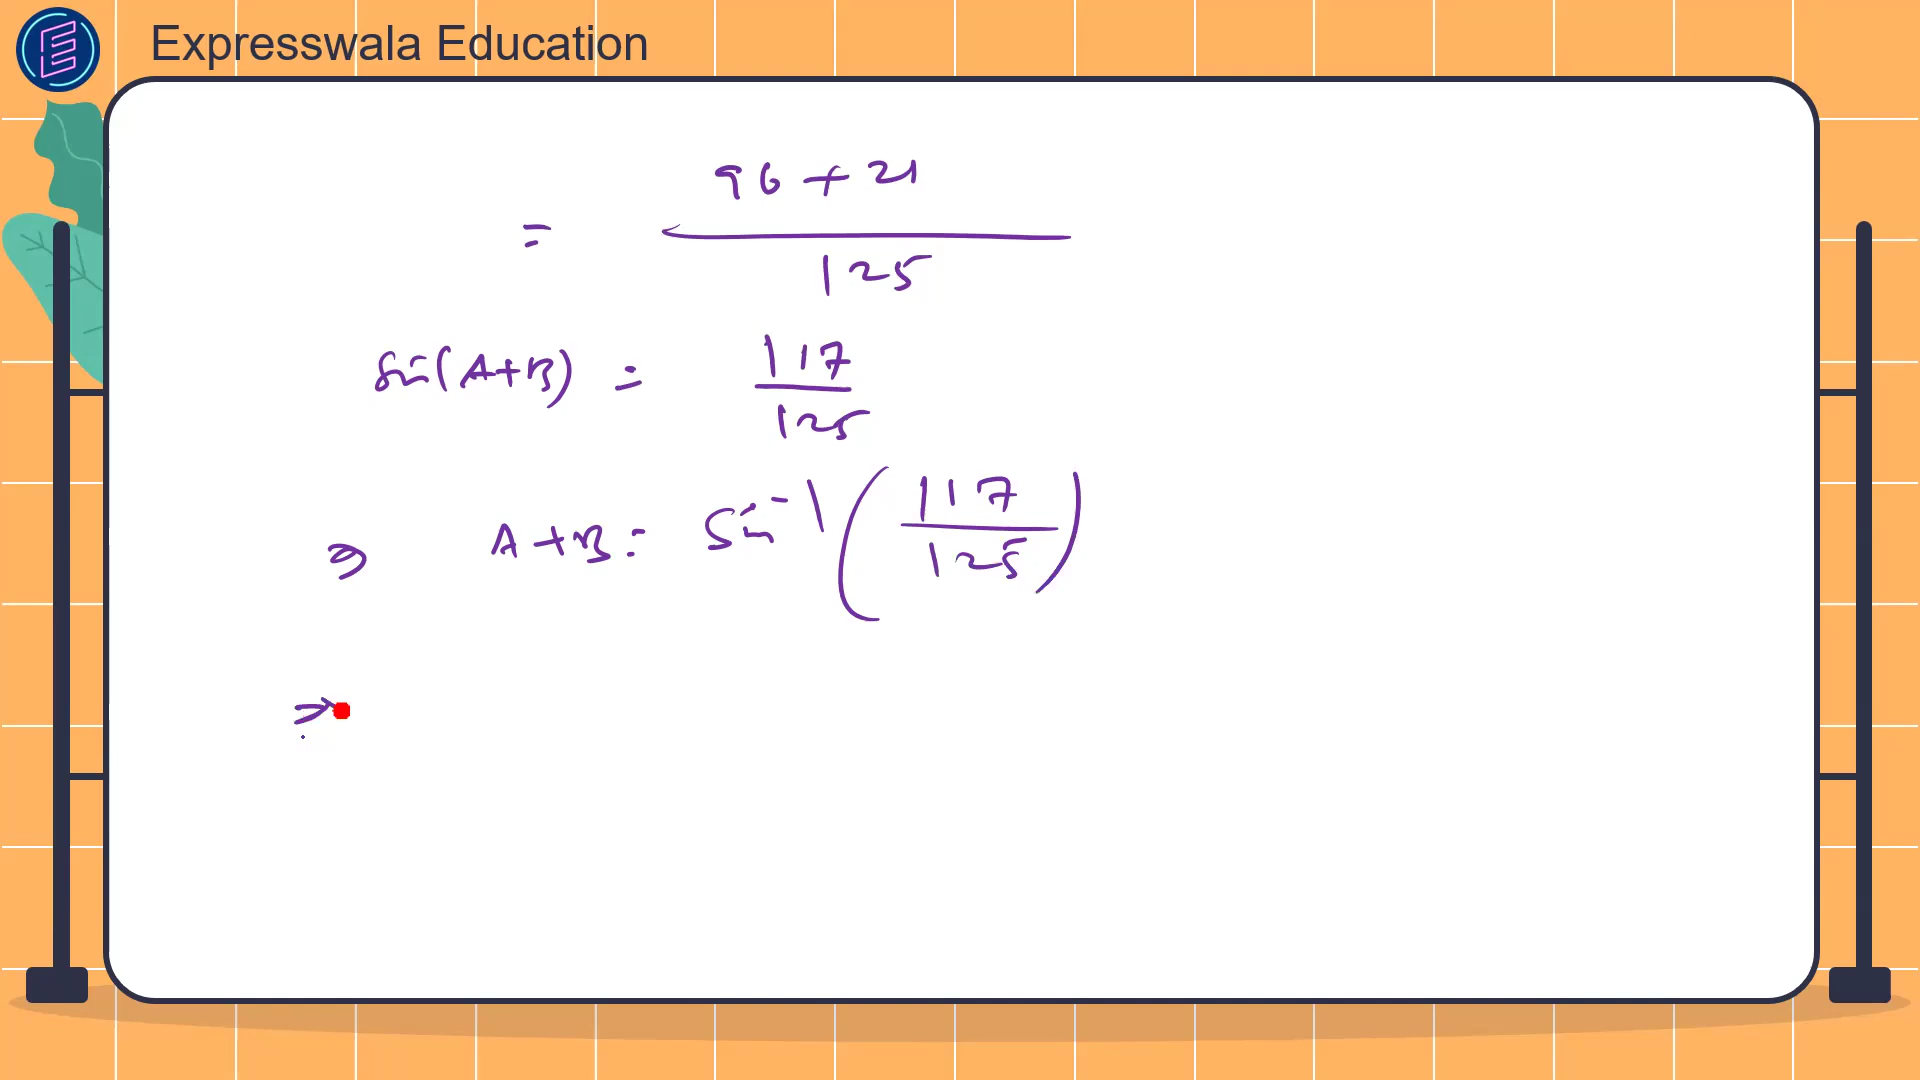 Expresswala Education
= 96 + 21 / 125
Sin(A+B) = 117 / 125
⇒ A+B = Sin⁻¹ (117 / 125)
⇒